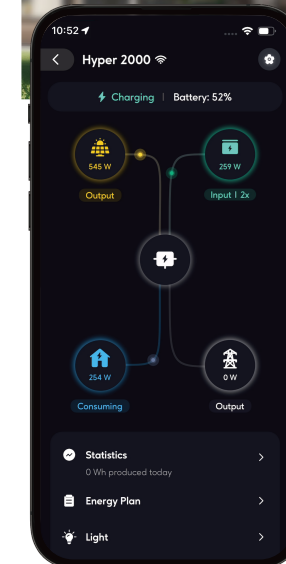 10:52
Hyper 2000
Charging | Battery: 52%
545 W
259 W
Output
Input | 2x
254 W
0 W
Consuming
Output
Statistics
0 Wh produced today
Energy Plan
Light